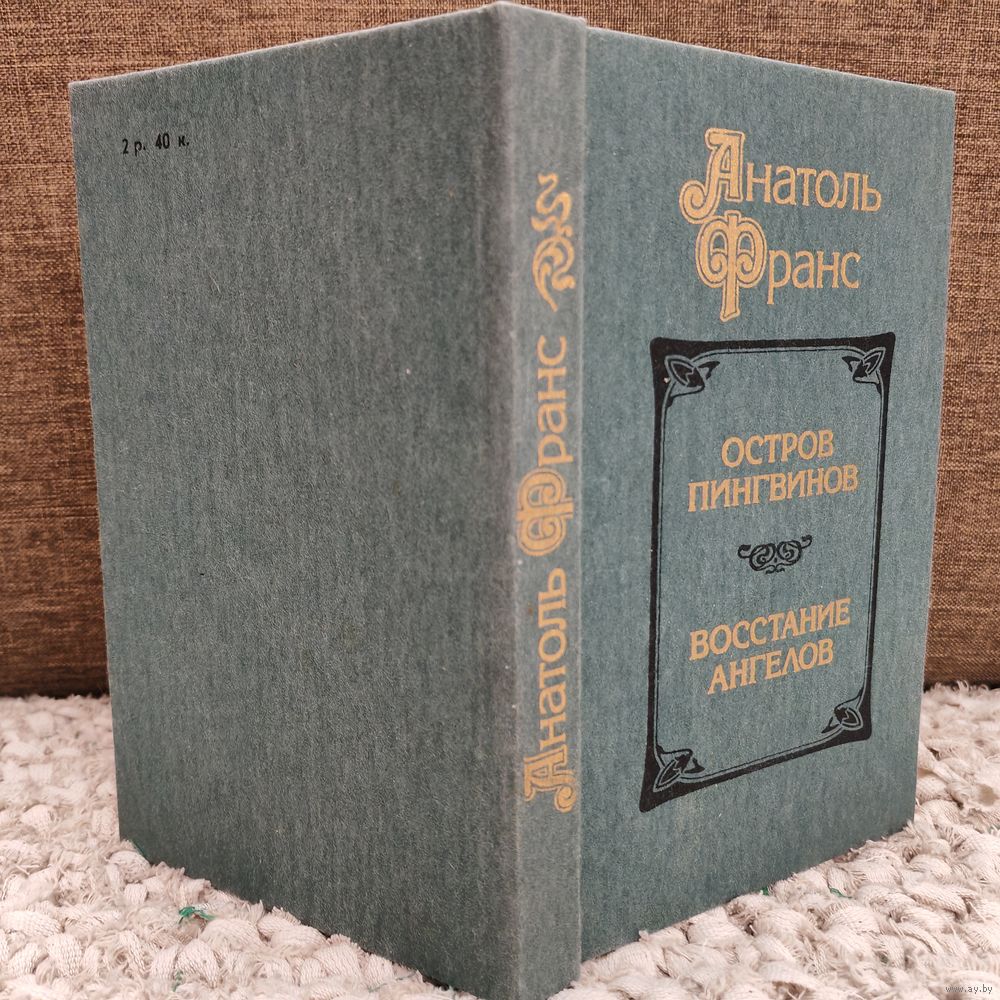 2 р. 40 к.
Анатоль Франс
Анатоль
Франс
ОСТРОВ
ПИНГВИНОВ
ВОССТАНИЕ
АНГЕЛОВ
www.ay.by